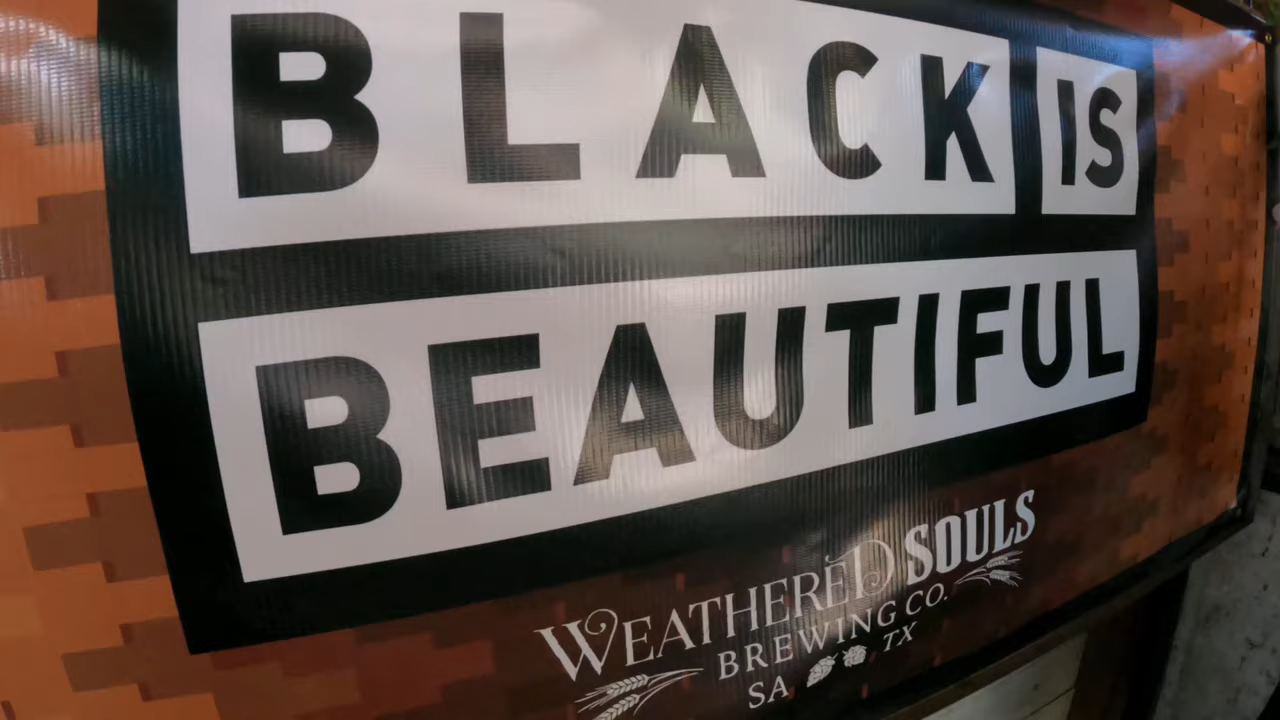 BLACK IS
BEAUTIFUL
WEATHERED SOULS
BREWING CO.
SA TX